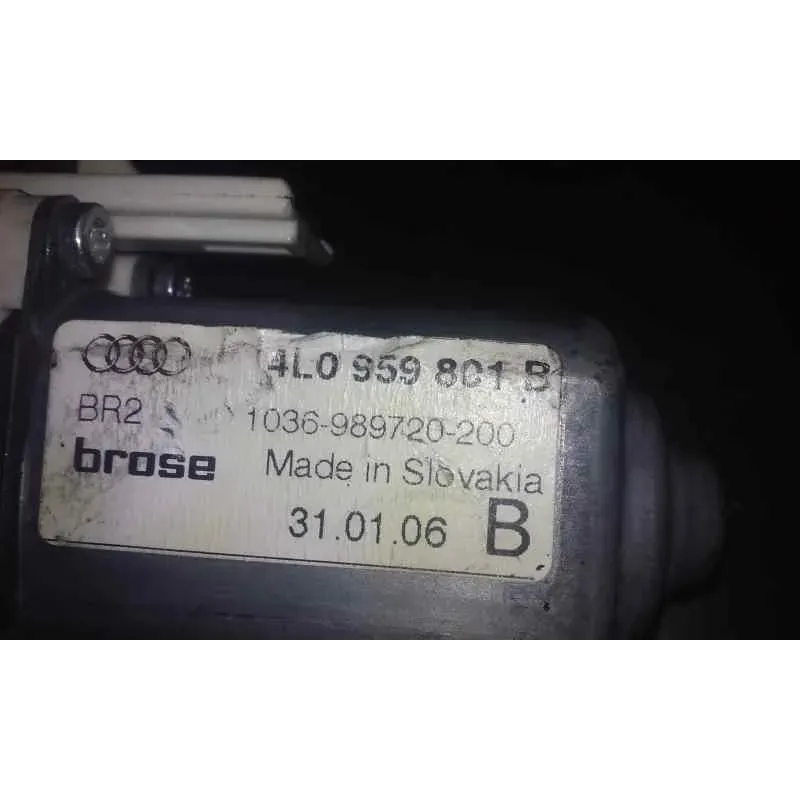 4L0 959 801 B
BR2 1036-989720-200
brose Made in Slovakia
31.01.06 B